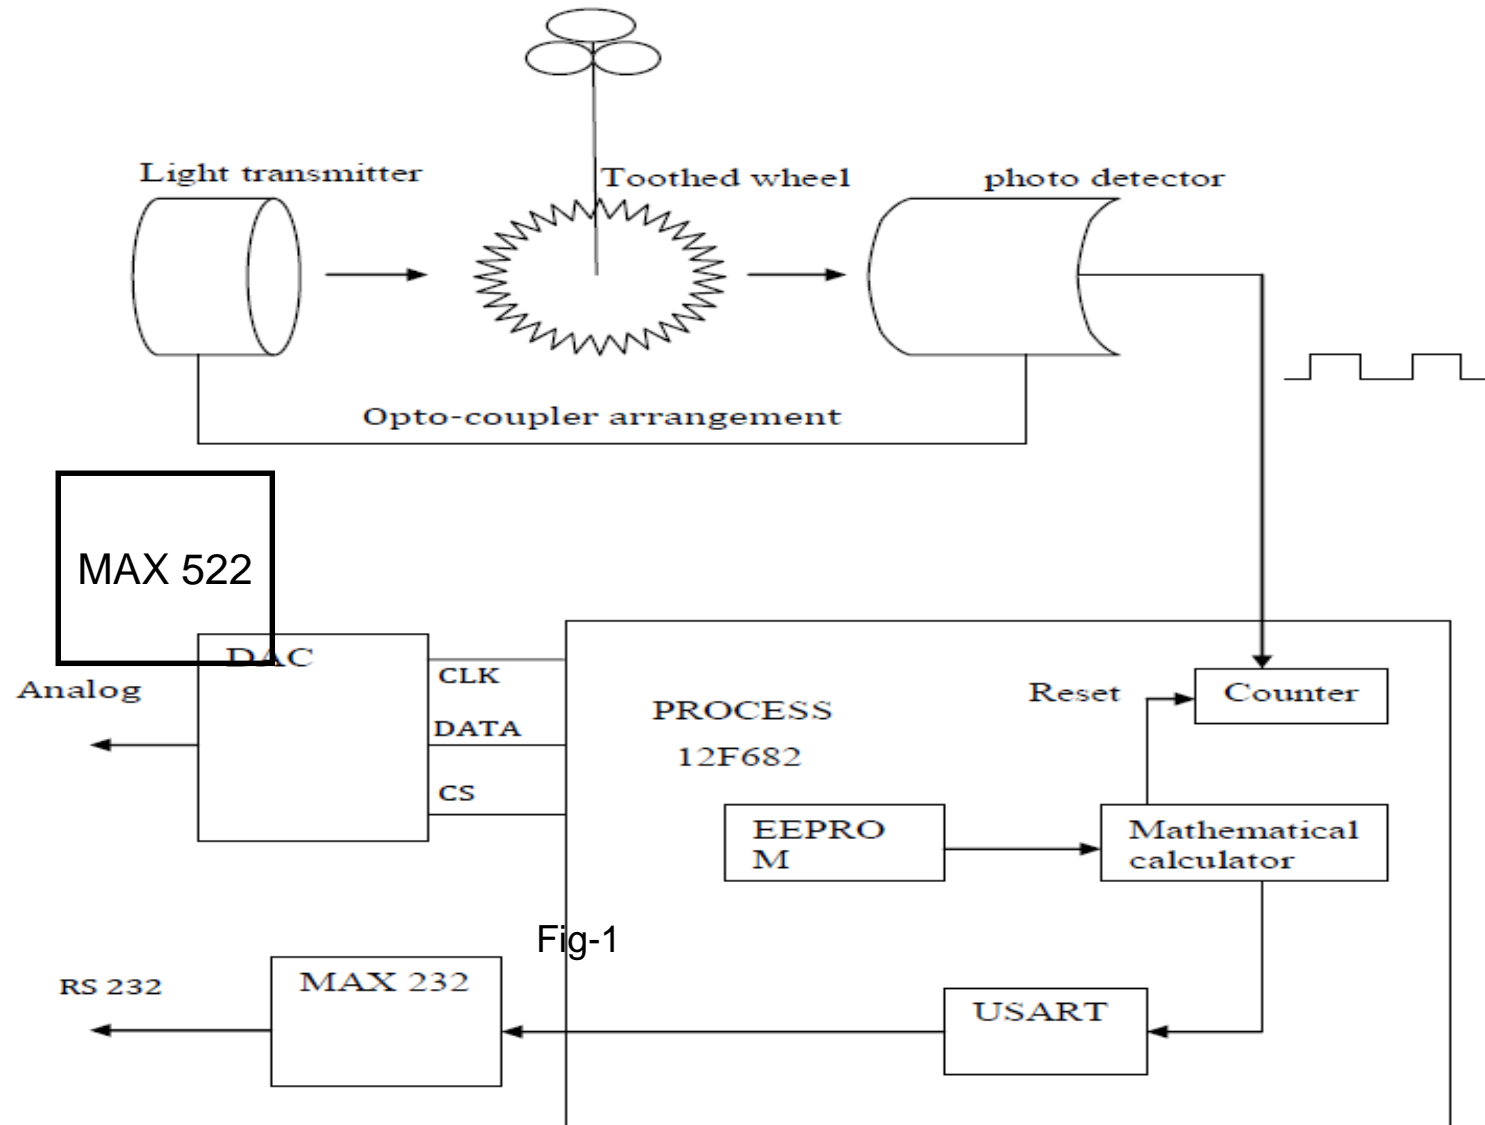 Light transmitter
Toothed wheel
photo detector
Opto-coupler arrangement
MAX 522
DAC
Analog
CLK
DATA
CS
PROCESS
12F682
Reset
Counter
EEPRO
M
Mathematical
calculator
Fig-1
RS 232
MAX 232
USART